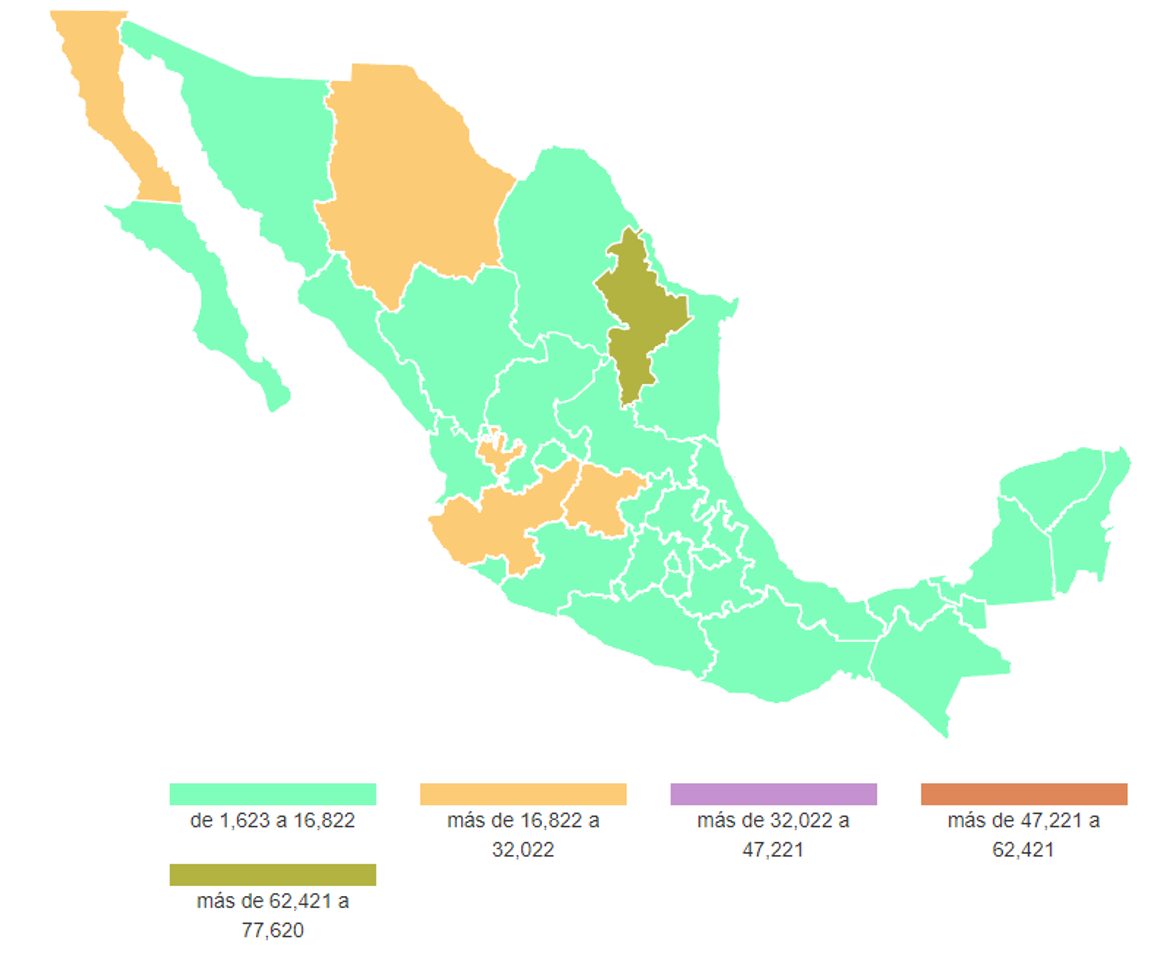 de 1,623 a 16,822
más de 16,822 a
32,022
más de 32,022 a
47,221
más de 47,221 a
62,421
más de 62,421 a
77,620